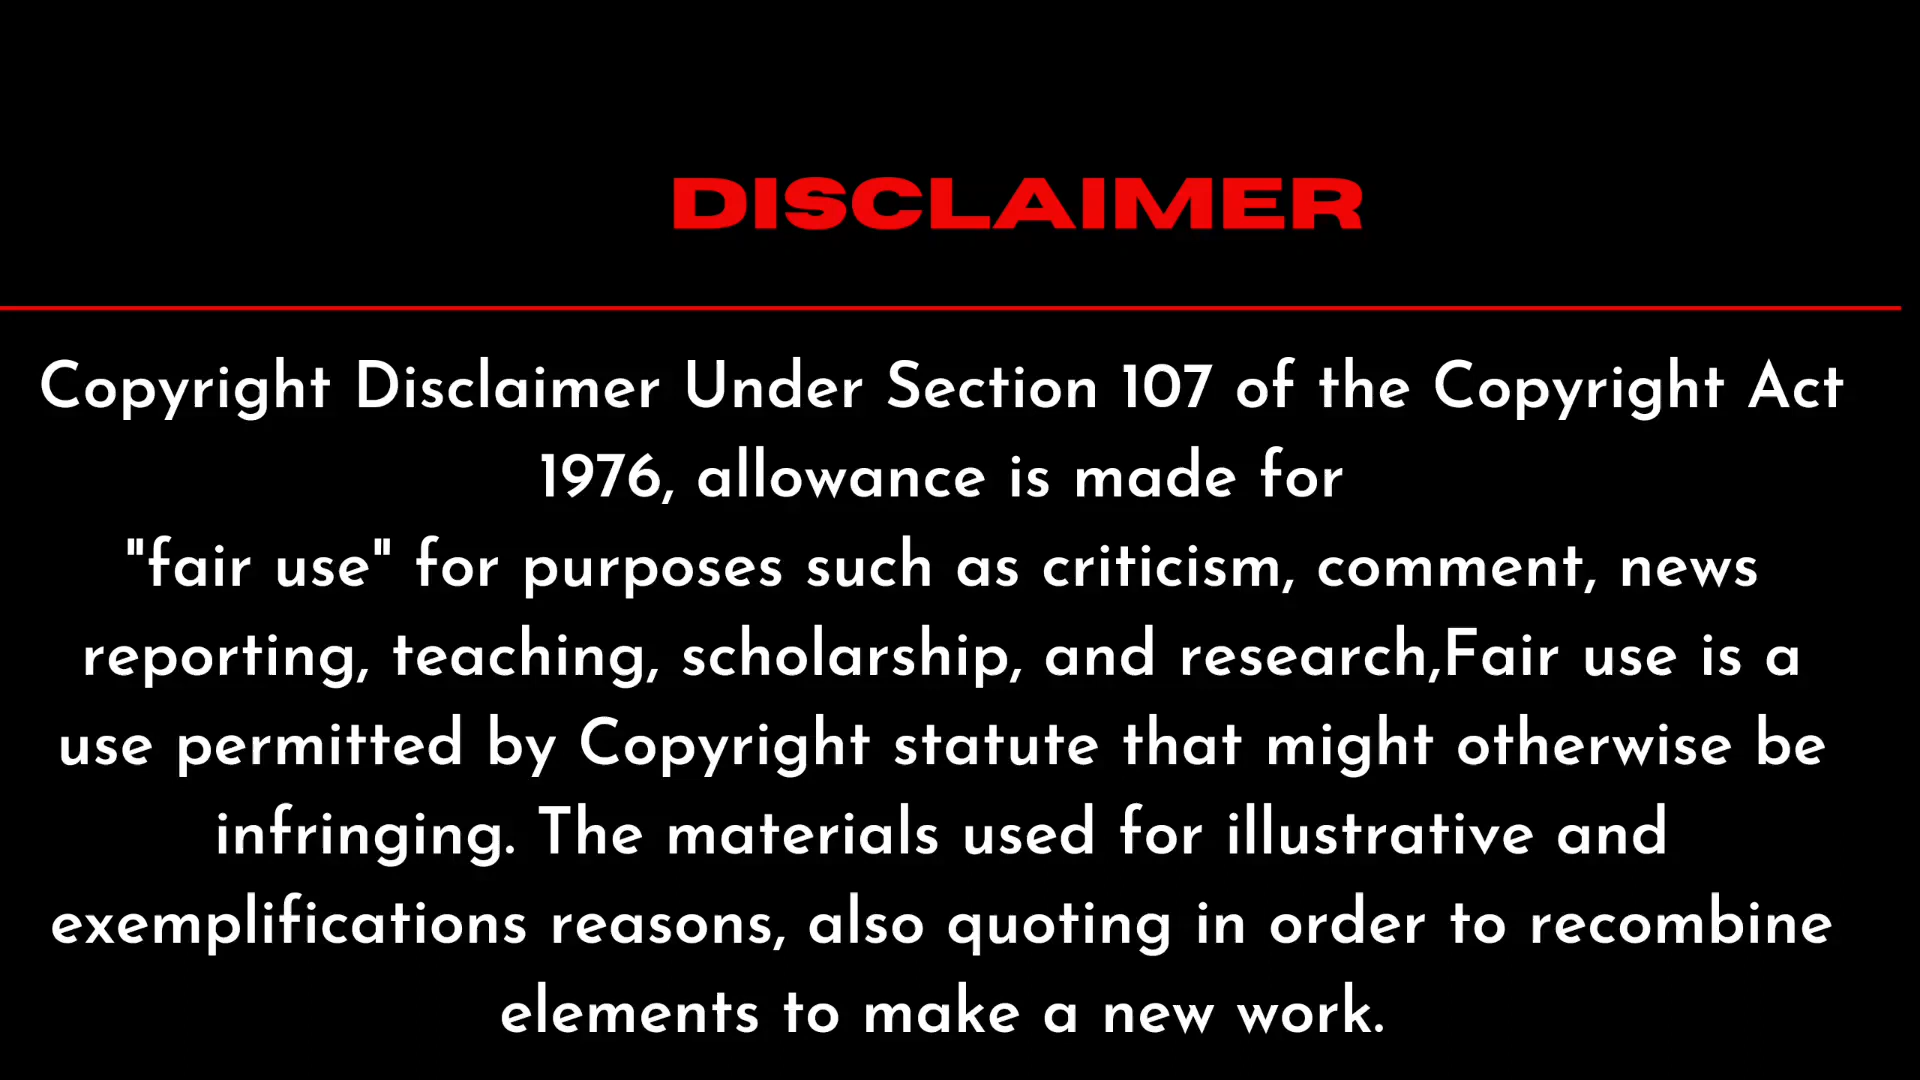 DISCLAIMER
Copyright Disclaimer Under Section 107 of the Copyright Act
1976, allowance is made for
"fair use" for purposes such as criticism, comment, news
reporting, teaching, scholarship, and research,Fair use is a
use permitted by Copyright statute that might otherwise be
infringing. The materials used for illustrative and
exemplifications reasons, also quoting in order to recombine
elements to make a new work.